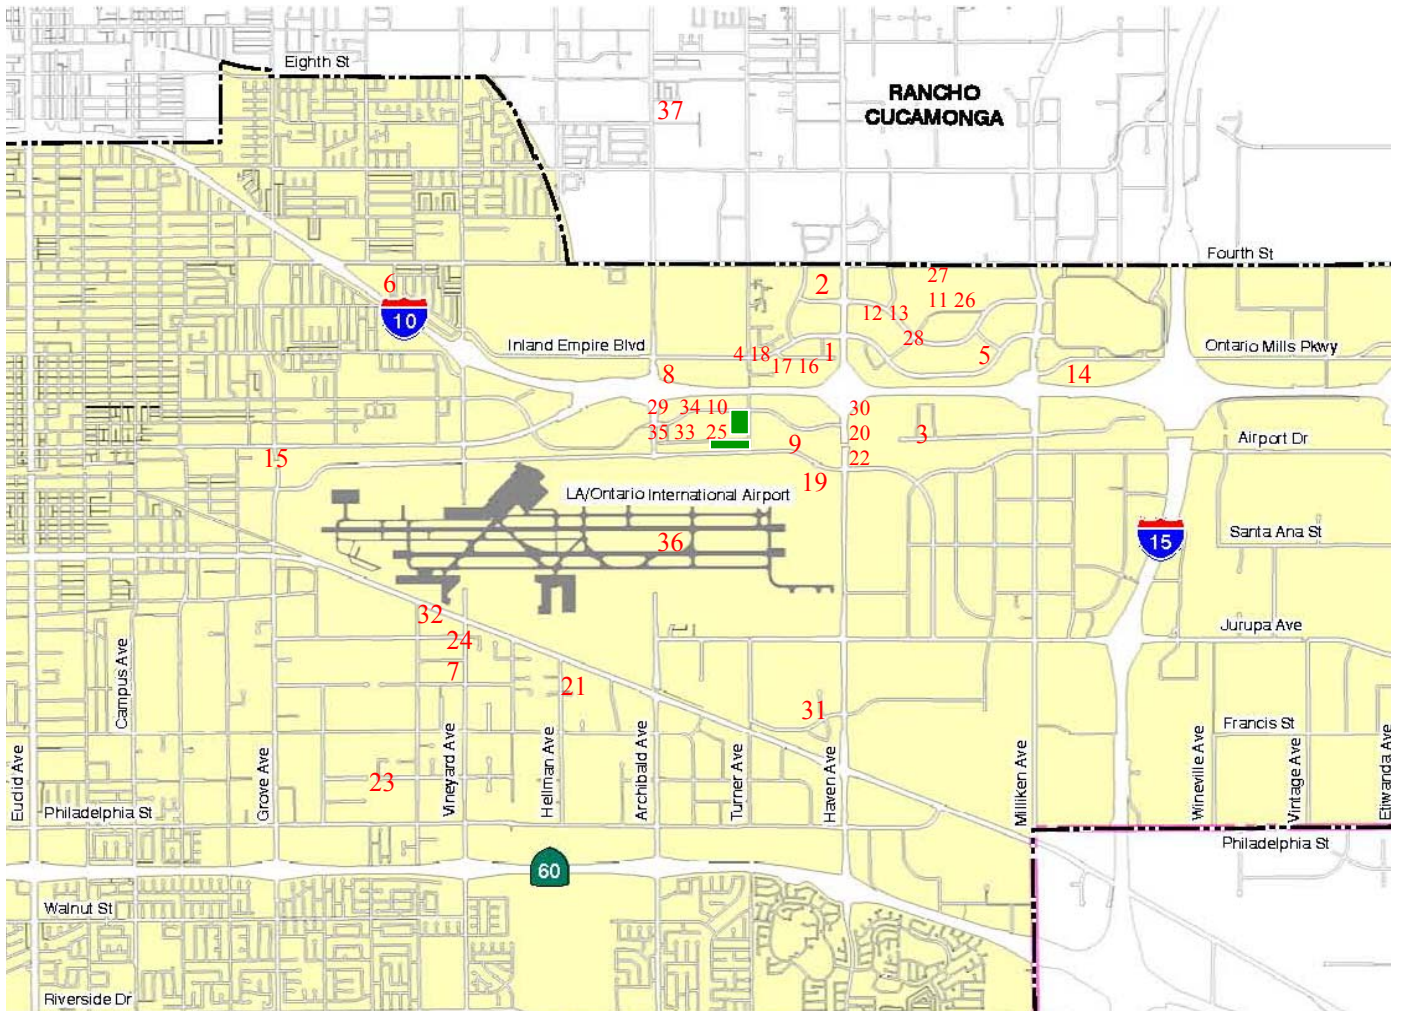 Eighth St
RANCHO
CUCAMONGA
37
Fourth St
6
2
27
10
11 26
12 13
28
Inland Empire Blvd
4 18
1
5
Ontario Mills Pkwy
17 16
8
14
29 34 10
30
35 33 25
20
3
Airport Dr
9
15
22
19
LA/Ontario International Airport
36
15
Santa Ana St
32
24
Jurupa Ave
7
21
31
Francis St
23
Euclid Ave
Campus Ave
Grove Ave
Vineyard Ave
Hellman Ave
Archibald Ave
Turner Ave
Haven Ave
Milliken Ave
Wineville Ave
Vintage Ave
Etiwanda Ave
Philadelphia St
Philadelphia St
60
Walnut St
Riverside Dr